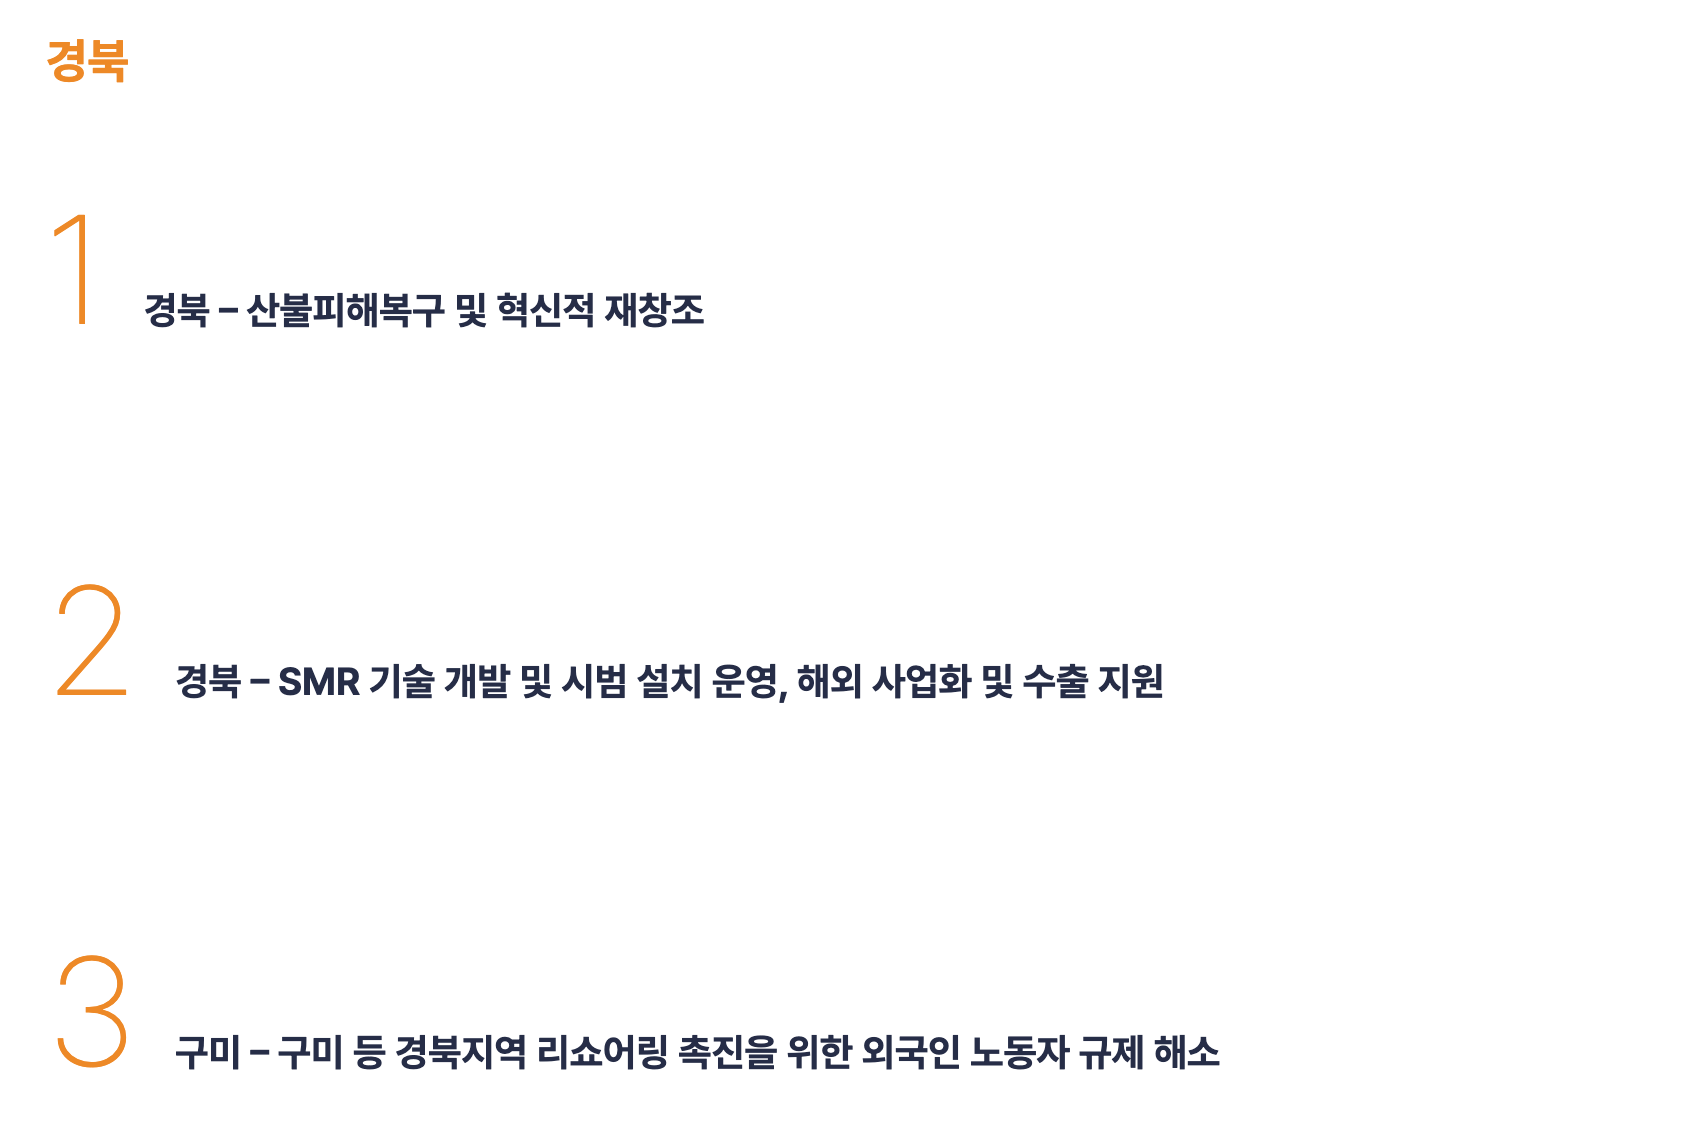 경북
1
경북 – 산불피해복구 및 혁신적 재창조
2
경북 – SMR 기술 개발 및 시범 설치 운영, 해외 사업화 및 수출 지원
3
구미 – 구미 등 경북지역 리쇼어링 촉진을 위한 외국인 노동자 규제 해소